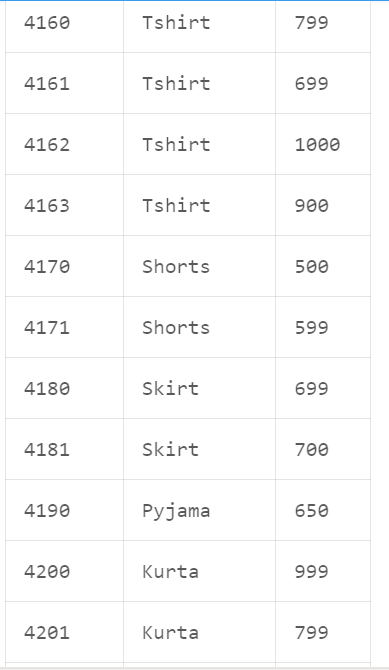 4160 Tshirt 799
4161 Tshirt 699
4162 Tshirt 1000
4163 Tshirt 900
4170 Shorts 500
4171 Shorts 599
4180 Skirt 699
4181 Skirt 700
4190 Pyjama 650
4200 Kurta 999
4201 Kurta 799